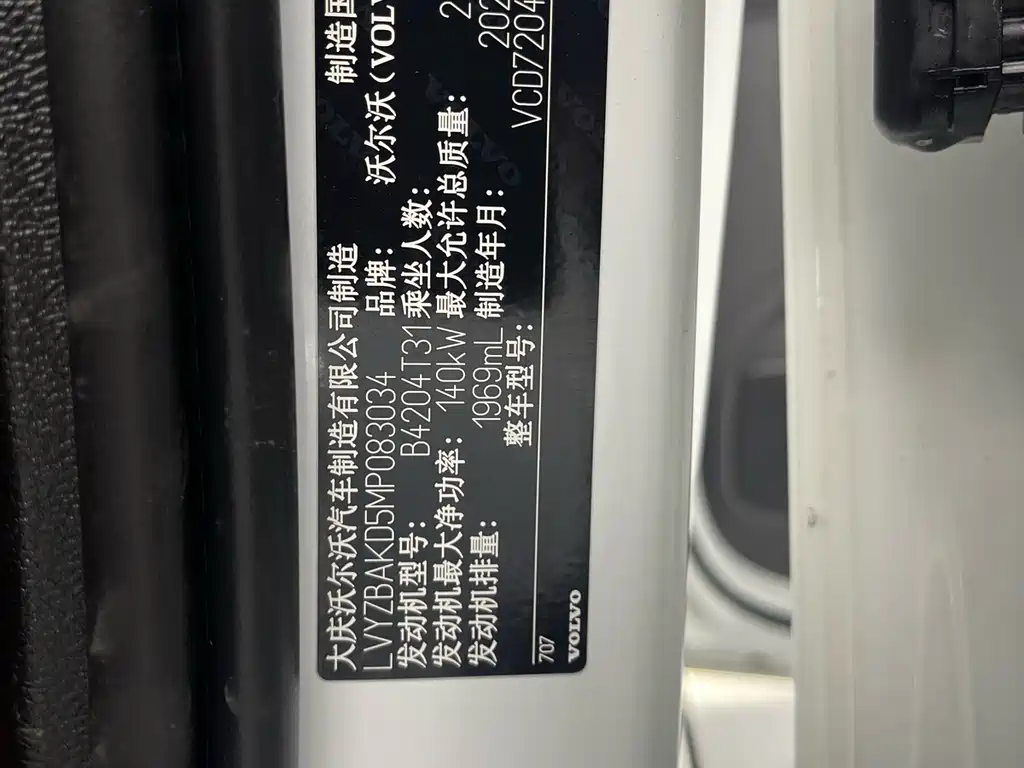 大庆沃尔沃汽车制造有限公司制造 制造国
LVYZBAKD5MP083034 品牌: 沃尔沃 (VOLV
发动机型号: B4204T31 乘坐人数:
发动机最大净功率: 140kW 最大允许总质量: 2
发动机排量: 1969mL 制造年月: 202
整车型号: VCD7204
707
VOLVO